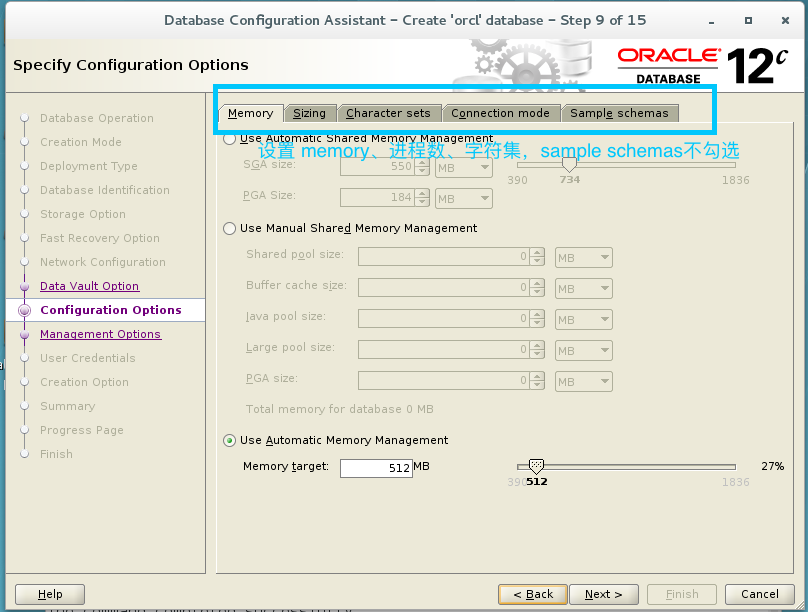 Database Configuration Assistant – Create 'orcl' database – Step 9 of 15
Specify Configuration Options
ORACLE
DATABASE
12c
Database Operation
Creation Mode
Deployment Type
Database Identification
Storage Option
Fast Recovery Option
Network Configuration
Data Vault Option
Configuration Options
Management Options
User Credentials
Creation Option
Summary
Progress Page
Finish
Memory Sizing Character sets Connection mode Sample schemas
Use Automatic Shared Memory Management
设置 memory、进程数、字符集，sample schemas不勾选
SGA size: 550 MB
390 734 1836
PGA Size: 184 MB
Use Manual Shared Memory Management
Shared pool size: 0 MB
Buffer cache size: 0 MB
Java pool size: 0 MB
Large pool size: 0 MB
PGA size: 0 MB
Total memory for database 0 MB
Use Automatic Memory Management
Memory target: 512 MB 27%
390 512 1836
Help < Back Next > Finish Cancel